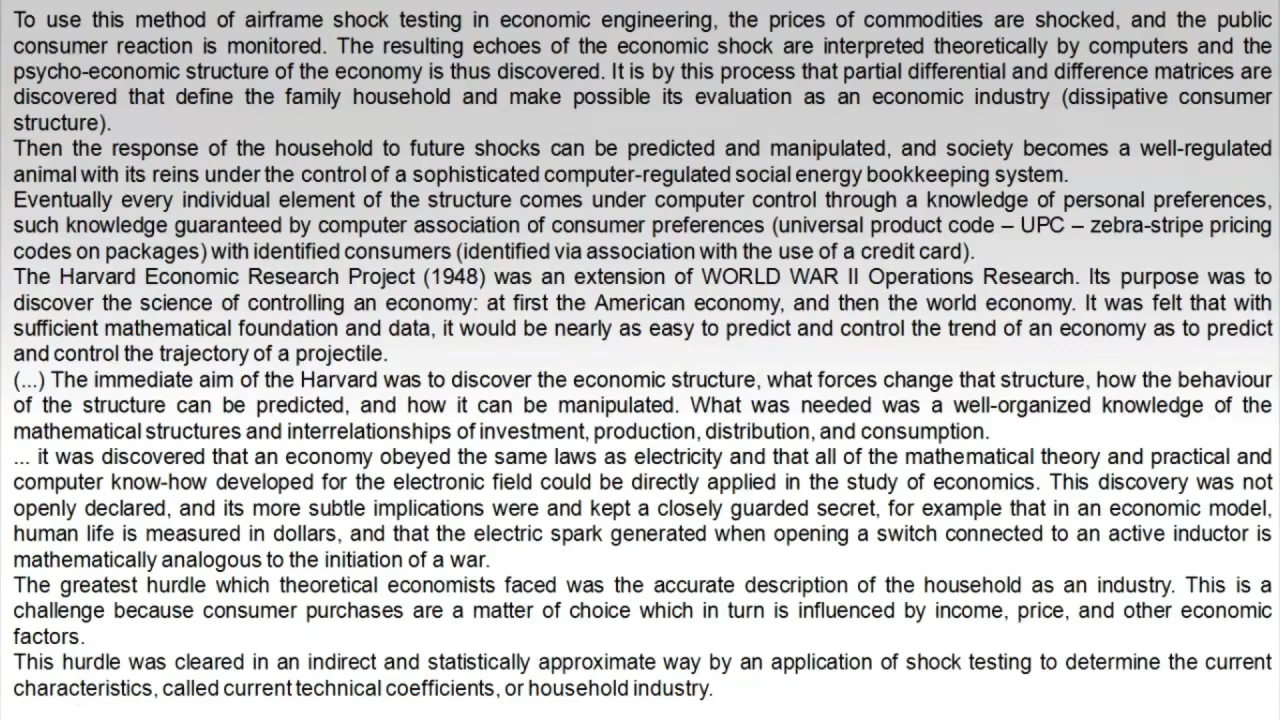 To use this method of airframe shock testing in economic engineering, the prices of commodities are shocked, and the public
consumer reaction is monitored. The resulting echoes of the economic shock are interpreted theoretically by computers and the
psycho-economic structure of the economy is thus discovered. It is by this process that partial differential and difference matrices are
discovered that define the family household and make possible its evaluation as an economic industry (dissipative consumer
structure).
Then the response of the household to future shocks can be predicted and manipulated, and society becomes a well-regulated
animal with its reins under the control of a sophisticated computer-regulated social energy bookkeeping system.
Eventually every individual element of the structure comes under computer control through a knowledge of personal preferences,
such knowledge guaranteed by computer association of consumer preferences (universal product code – UPC – zebra-stripe pricing
codes on packages) with identified consumers (identified via association with the use of a credit card).
The Harvard Economic Research Project (1948) was an extension of WORLD WAR II Operations Research. Its purpose was to
discover the science of controlling an economy: at first the American economy, and then the world economy. It was felt that with
sufficient mathematical foundation and data, it would be nearly as easy to predict and control the trend of an economy as to predict
and control the trajectory of a projectile.
(...) The immediate aim of the Harvard was to discover the economic structure, what forces change that structure, how the behaviour
of the structure can be predicted, and how it can be manipulated. What was needed was a well-organized knowledge of the
mathematical structures and interrelationships of investment, production, distribution, and consumption.
... it was discovered that an economy obeyed the same laws as electricity and that all of the mathematical theory and practical and
computer know-how developed for the electronic field could be directly applied in the study of economics. This discovery was not
openly declared, and its more subtle implications were and kept a closely guarded secret, for example that in an economic model,
human life is measured in dollars, and that the electric spark generated when opening a switch connected to an active inductor is
mathematically analogous to the initiation of a war.
The greatest hurdle which theoretical economists faced was the accurate description of the household as an industry. This is a
challenge because consumer purchases are a matter of choice which in turn is influenced by income, price, and other economic
factors.
This hurdle was cleared in an indirect and statistically approximate way by an application of shock testing to determine the current
characteristics, called current technical coefficients, or household industry.